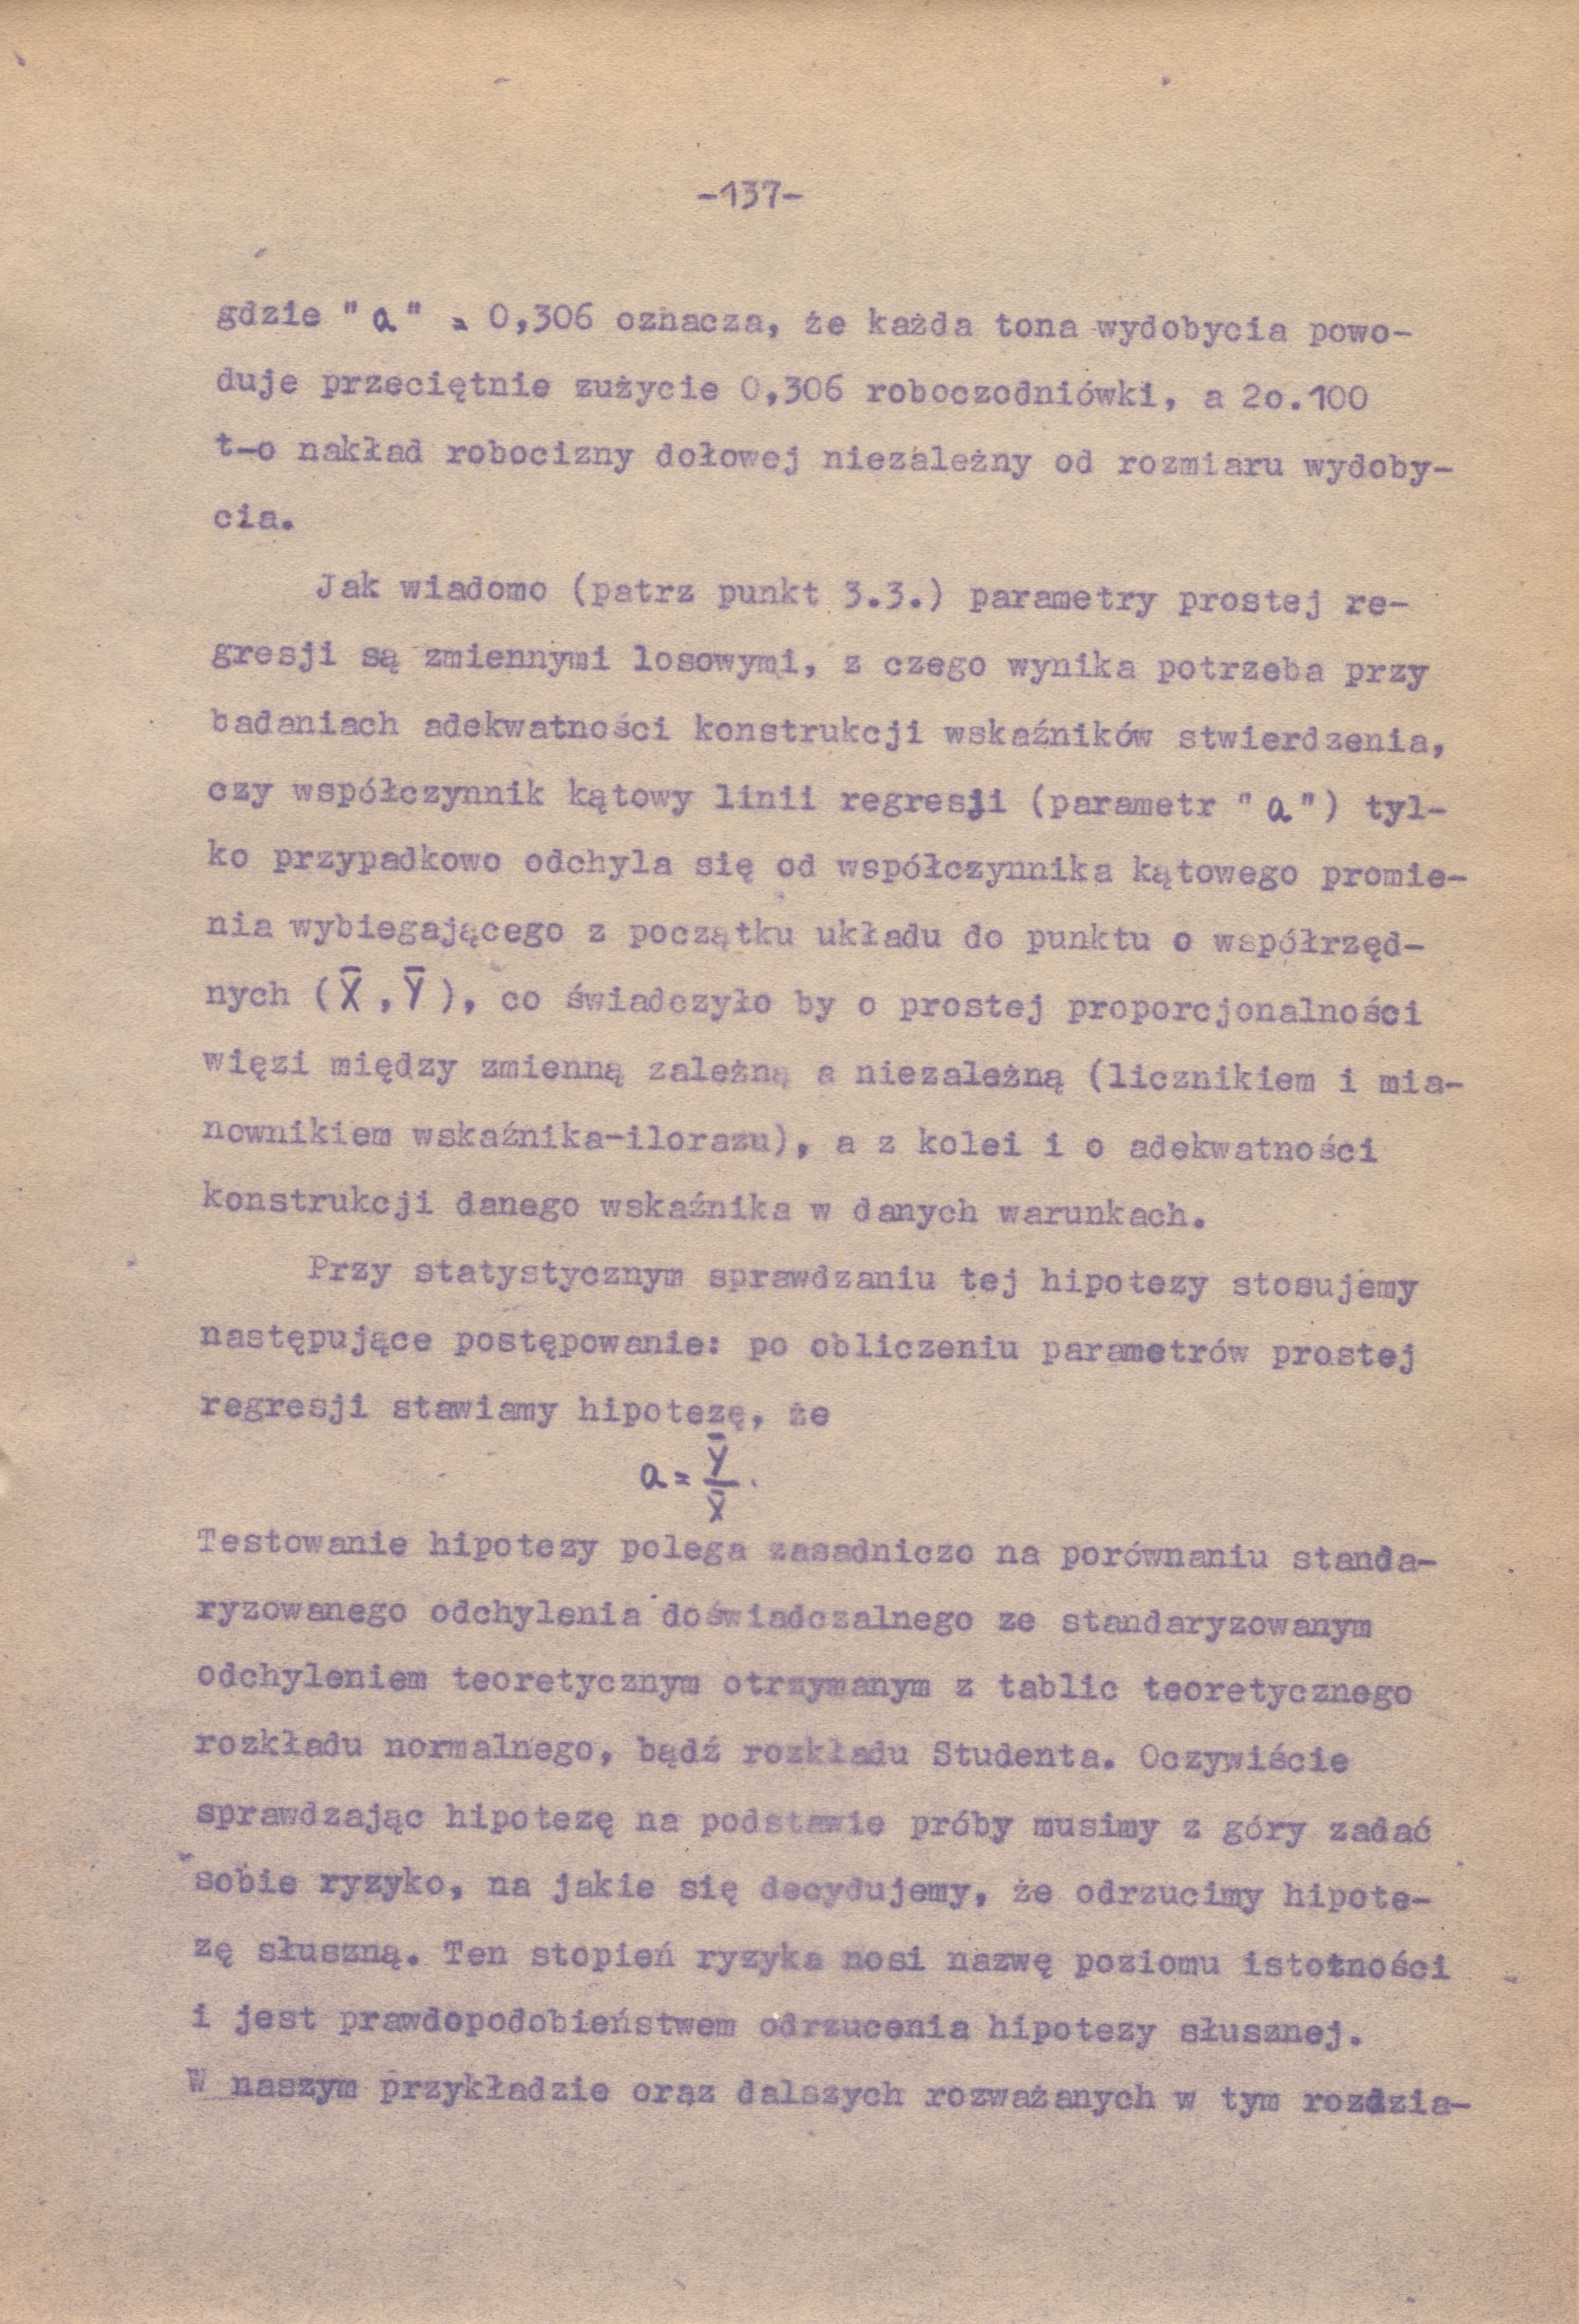 -137-
gdzie "a" = 0,306 oznacza, że każda tona wydobycia powo-
duje przeciętnie zużycie 0,306 roboczodniówki, a 2o.100
t-o nakład robocizny dołowej niezależny od rozmiaru wydoby-
cia.
Jak wiadomo (patrz punkt 3.3.) parametry prostej re-
gresji są zmiennymi losowymi, z czego wynika potrzeba przy
badaniach adekwatności konstrukcji wskaźników stwierdzenia,
czy współczynnik kątowy linii regresji (parametr "a") tyl-
ko przypadkowo odchyla się od współczynnika kątowego promie-
nia wybiegającego z początku układu do punktu o współrzęd-
nych (X̄, Ȳ), co świadczyło by o prostej proporcjonalności
więzi między zmienną zależną a niezależną (licznikiem i mia-
nownikiem wskaźnika-ilorazu), a z kolei i o adekwatności
konstrukcji danego wskaźnika w danych warunkach.
Przy statystycznym sprawdzaniu tej hipotezy stosujemy
następujące postępowanie: po obliczeniu parametrów prostej
regresji stawiamy hipotezę, że
a = Ȳ/X̄.
Testowanie hipotezy polega zasadniczo na porównaniu standa-
ryzowanego odchylenia doświadczalnego ze standaryzowanym
odchyleniem teoretycznym otrzymanym z tablic teoretycznego
rozkładu normalnego, bądź rozkładu Studenta. Oczywiście
sprawdzając hipotezę na podstawie próby musimy z góry zadać
sobie ryzyko, na jakie się decydujemy, że odrzucimy hipote-
zę słuszną. Ten stopień ryzyka nosi nazwę poziomu istotności
i jest prawdopodobieństwem odrzucenia hipotezy słusznej.
W naszym przykładzie oraz dalszych rozważanych w tym rozdzia-